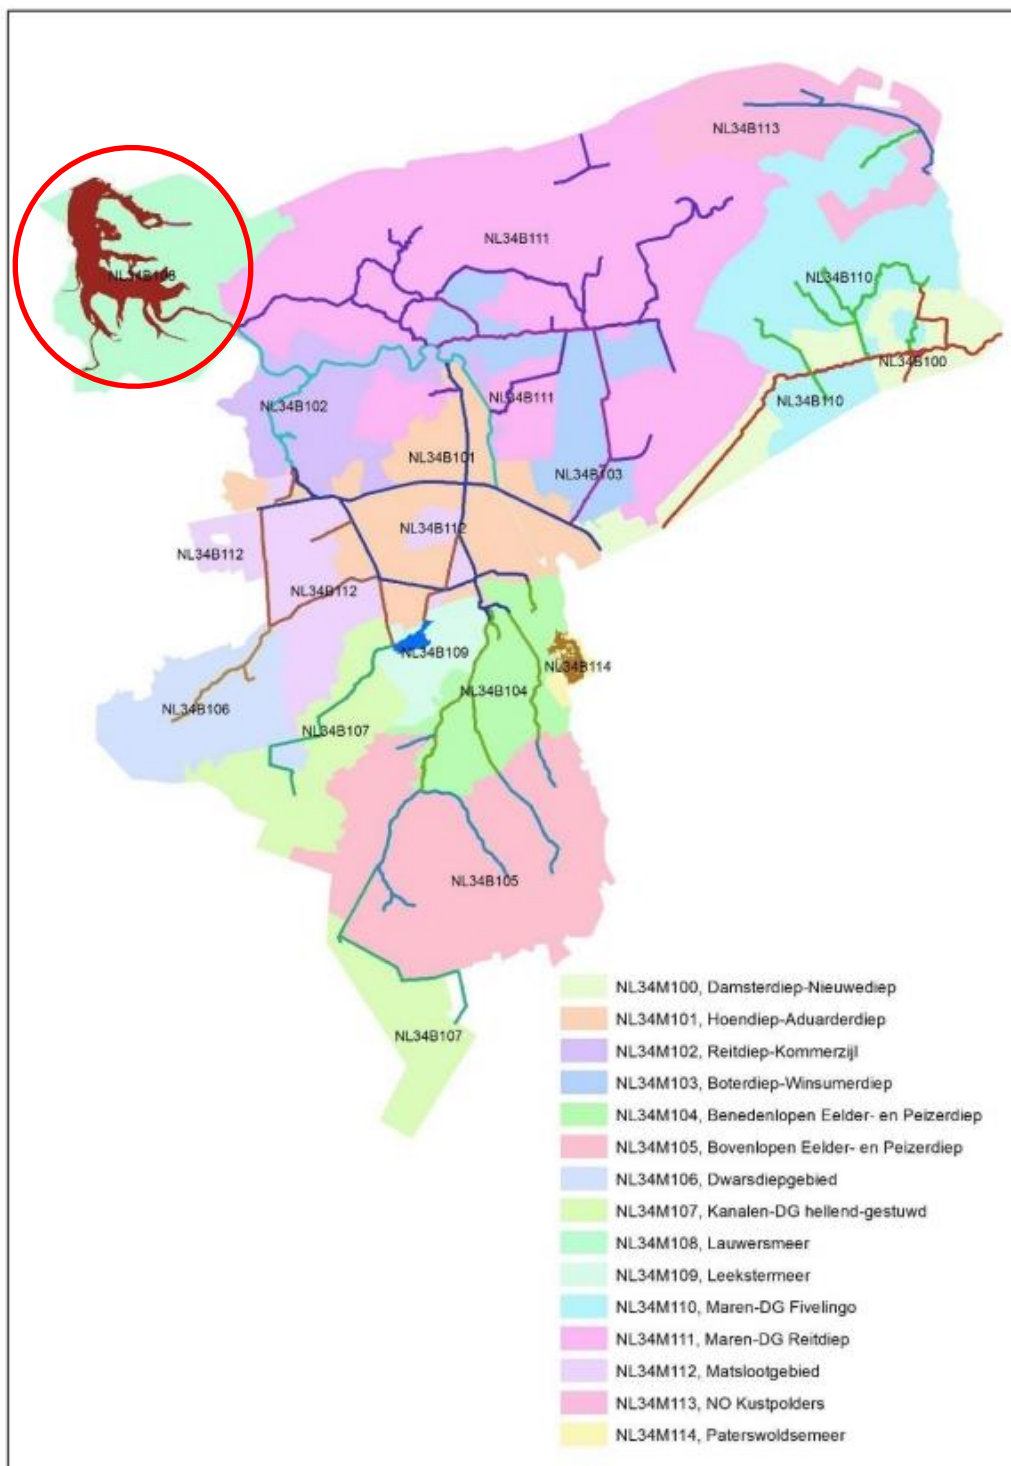 NL34B113
NL34B111
NL34B108
NL34B110
NL34B100
NL34B111
NL34B110
NL34B102
NL34B101
NL34B103
NL34B112
NL34B112
NL34B112
NL34B109
NL34B114
NL34B104
NL34B106
NL34B107
NL34B105
NL34B107
NL34M100, Damsterdiep-Nieuwediep
NL34M101, Hoendiep-Aduarderdiep
NL34M102, Reitdiep-Kommerzijl
NL34M103, Boterdiep-Winsumerdiep
NL34M104, Benedenlopen Eelder- en Peizerdiep
NL34M105, Bovenlopen Eelder- en Peizerdiep
NL34M106, Dwarsdiepgebied
NL34M107, Kanalen-DG hellend-gestuwd
NL34M108, Lauwersmeer
NL34M109, Leekstermeer
NL34M110, Maren-DG Fivelingo
NL34M111, Maren-DG Reitdiep
NL34M112, Matslootgebied
NL34M113, NO Kustpolders
NL34M114, Paterswoldsemeer